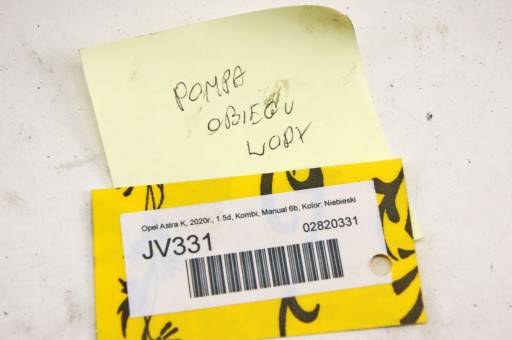 POMPA
OBIEGU
WODY
Opel Astra K, 2020r., 1.5d, Kombi, Manual 6b, Kolor: Niebieski
JV331
02820331